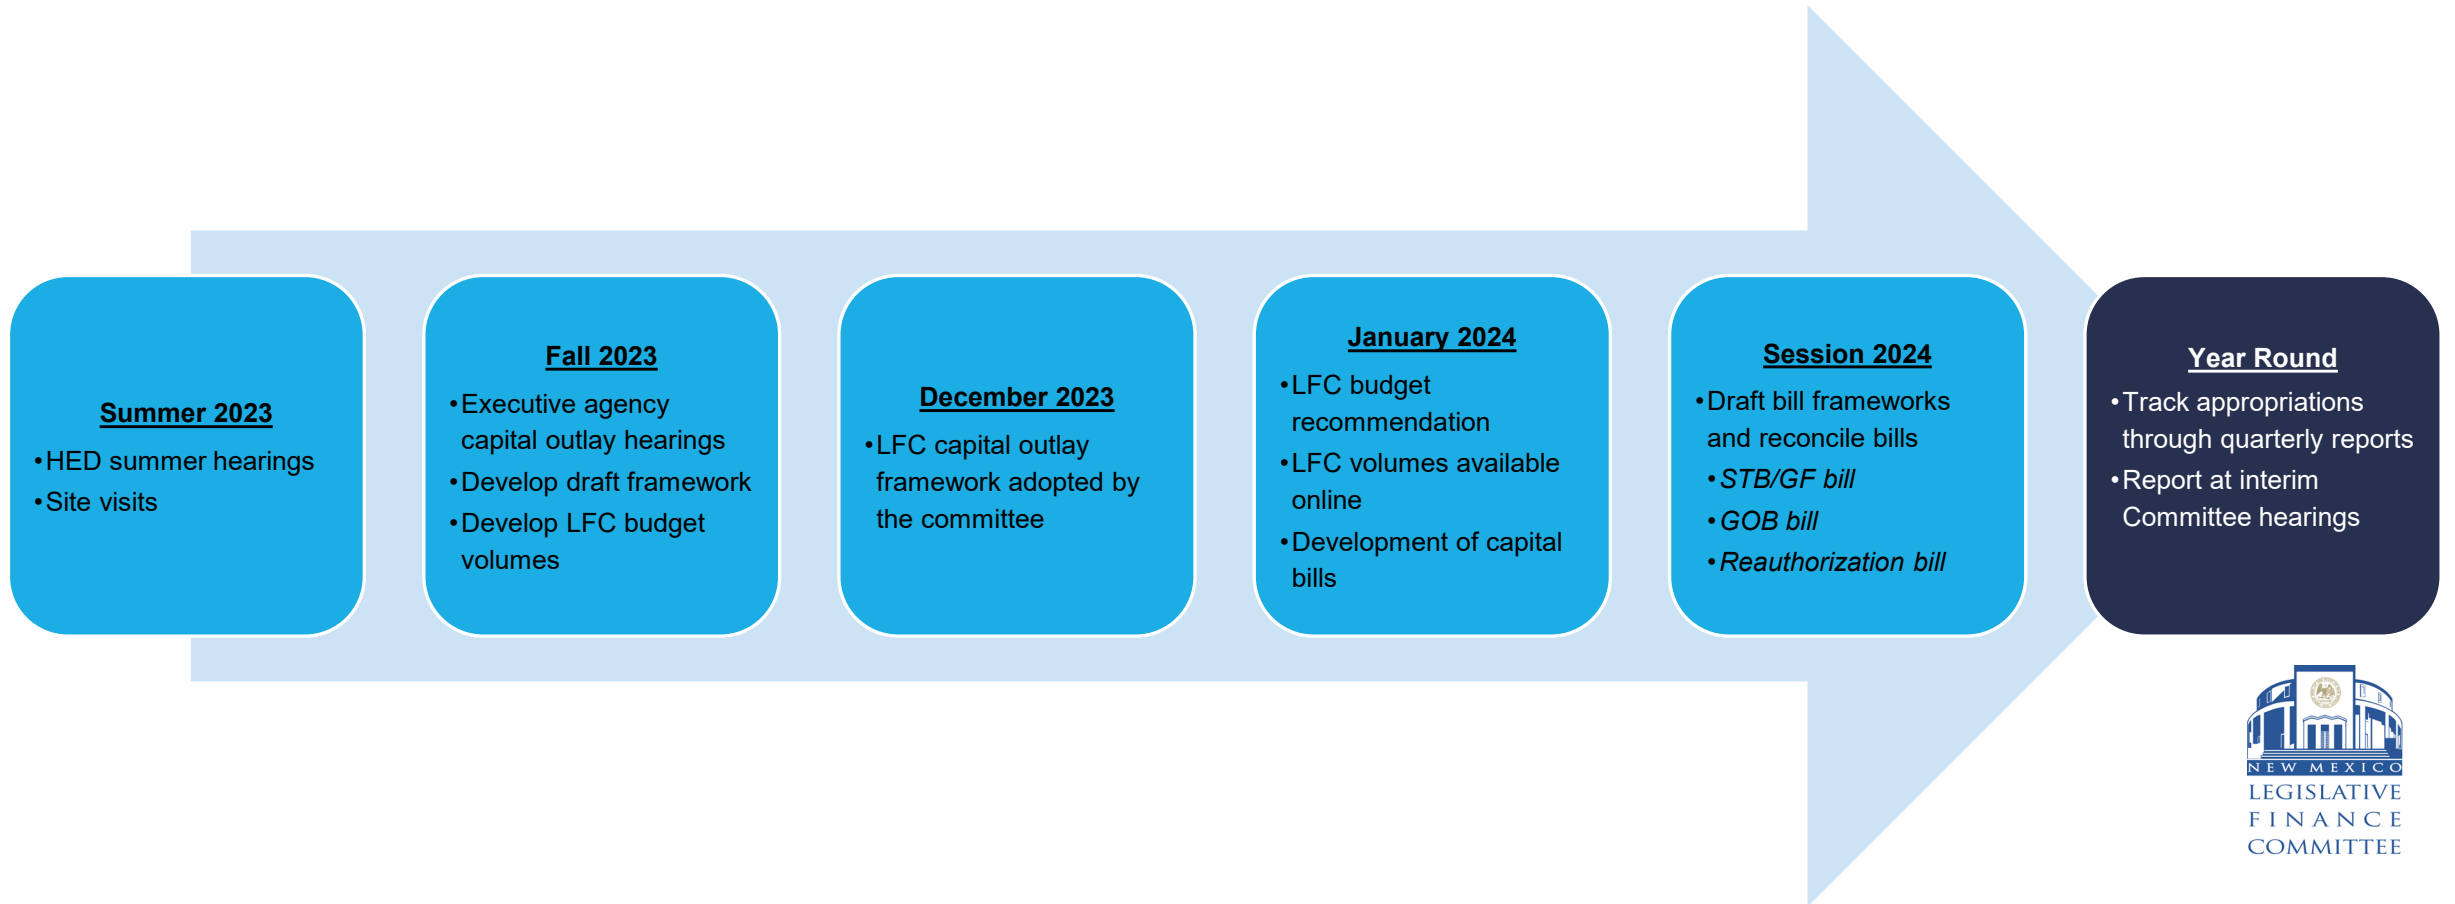 Summer 2023
•HED summer hearings
•Site visits
Fall 2023
•Executive agency
capital outlay hearings
•Develop draft framework
•Develop LFC budget
volumes
December 2023
•LFC capital outlay
framework adopted by
the committee
January 2024
•LFC budget
recommendation
•LFC volumes available
online
•Development of capital
bills
Session 2024
•Draft bill frameworks
and reconcile bills
•STB/GF bill
•GOB bill
•Reauthorization bill
Year Round
•Track appropriations
through quarterly reports
•Report at interim
Committee hearings
NEW MEXICO
LEGISLATIVE
FINANCE
COMMITTEE